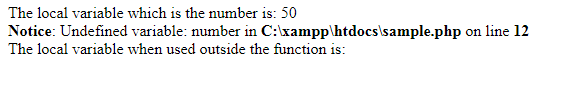 The local variable which is the number is: 50
Notice: Undefined variable: number in C:\xampp\htdocs\sample.php on line 12
The local variable when used outside the function is: